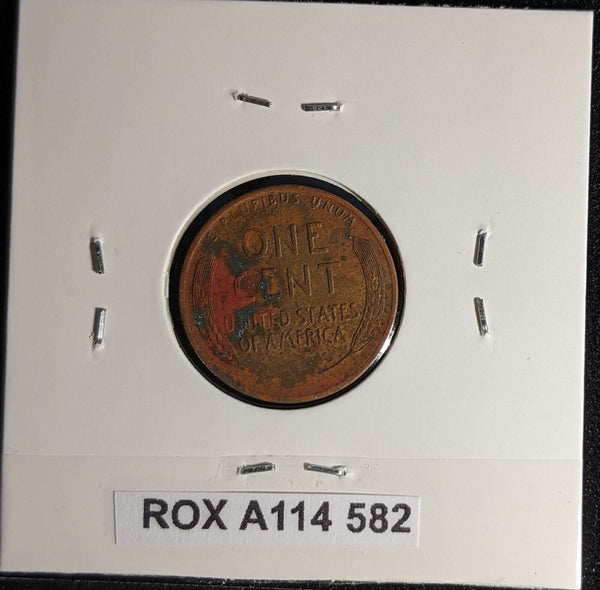 PLURIBUS · UNUM
ONE
CENT
UNITED STATES
OF AMERICA
ROX A114 582